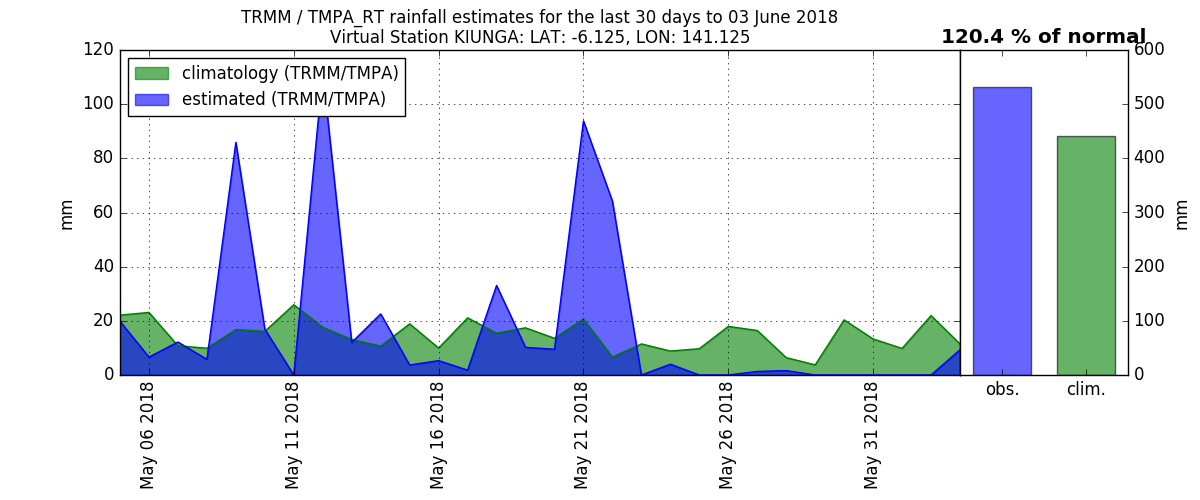 TRMM / TMPA_RT rainfall estimates for the last 30 days to 03 June 2018
Virtual Station KIUNGA: LAT: -6.125, LON: 141.125
120.4 % of normal
climatology (TRMM/TMPA)
estimated (TRMM/TMPA)
mm
120
100
80
60
40
20
0
May 06 2018
May 11 2018
May 16 2018
May 21 2018
May 26 2018
May 31 2018
obs.
clim.
600
500
400
300
200
100
0
mm